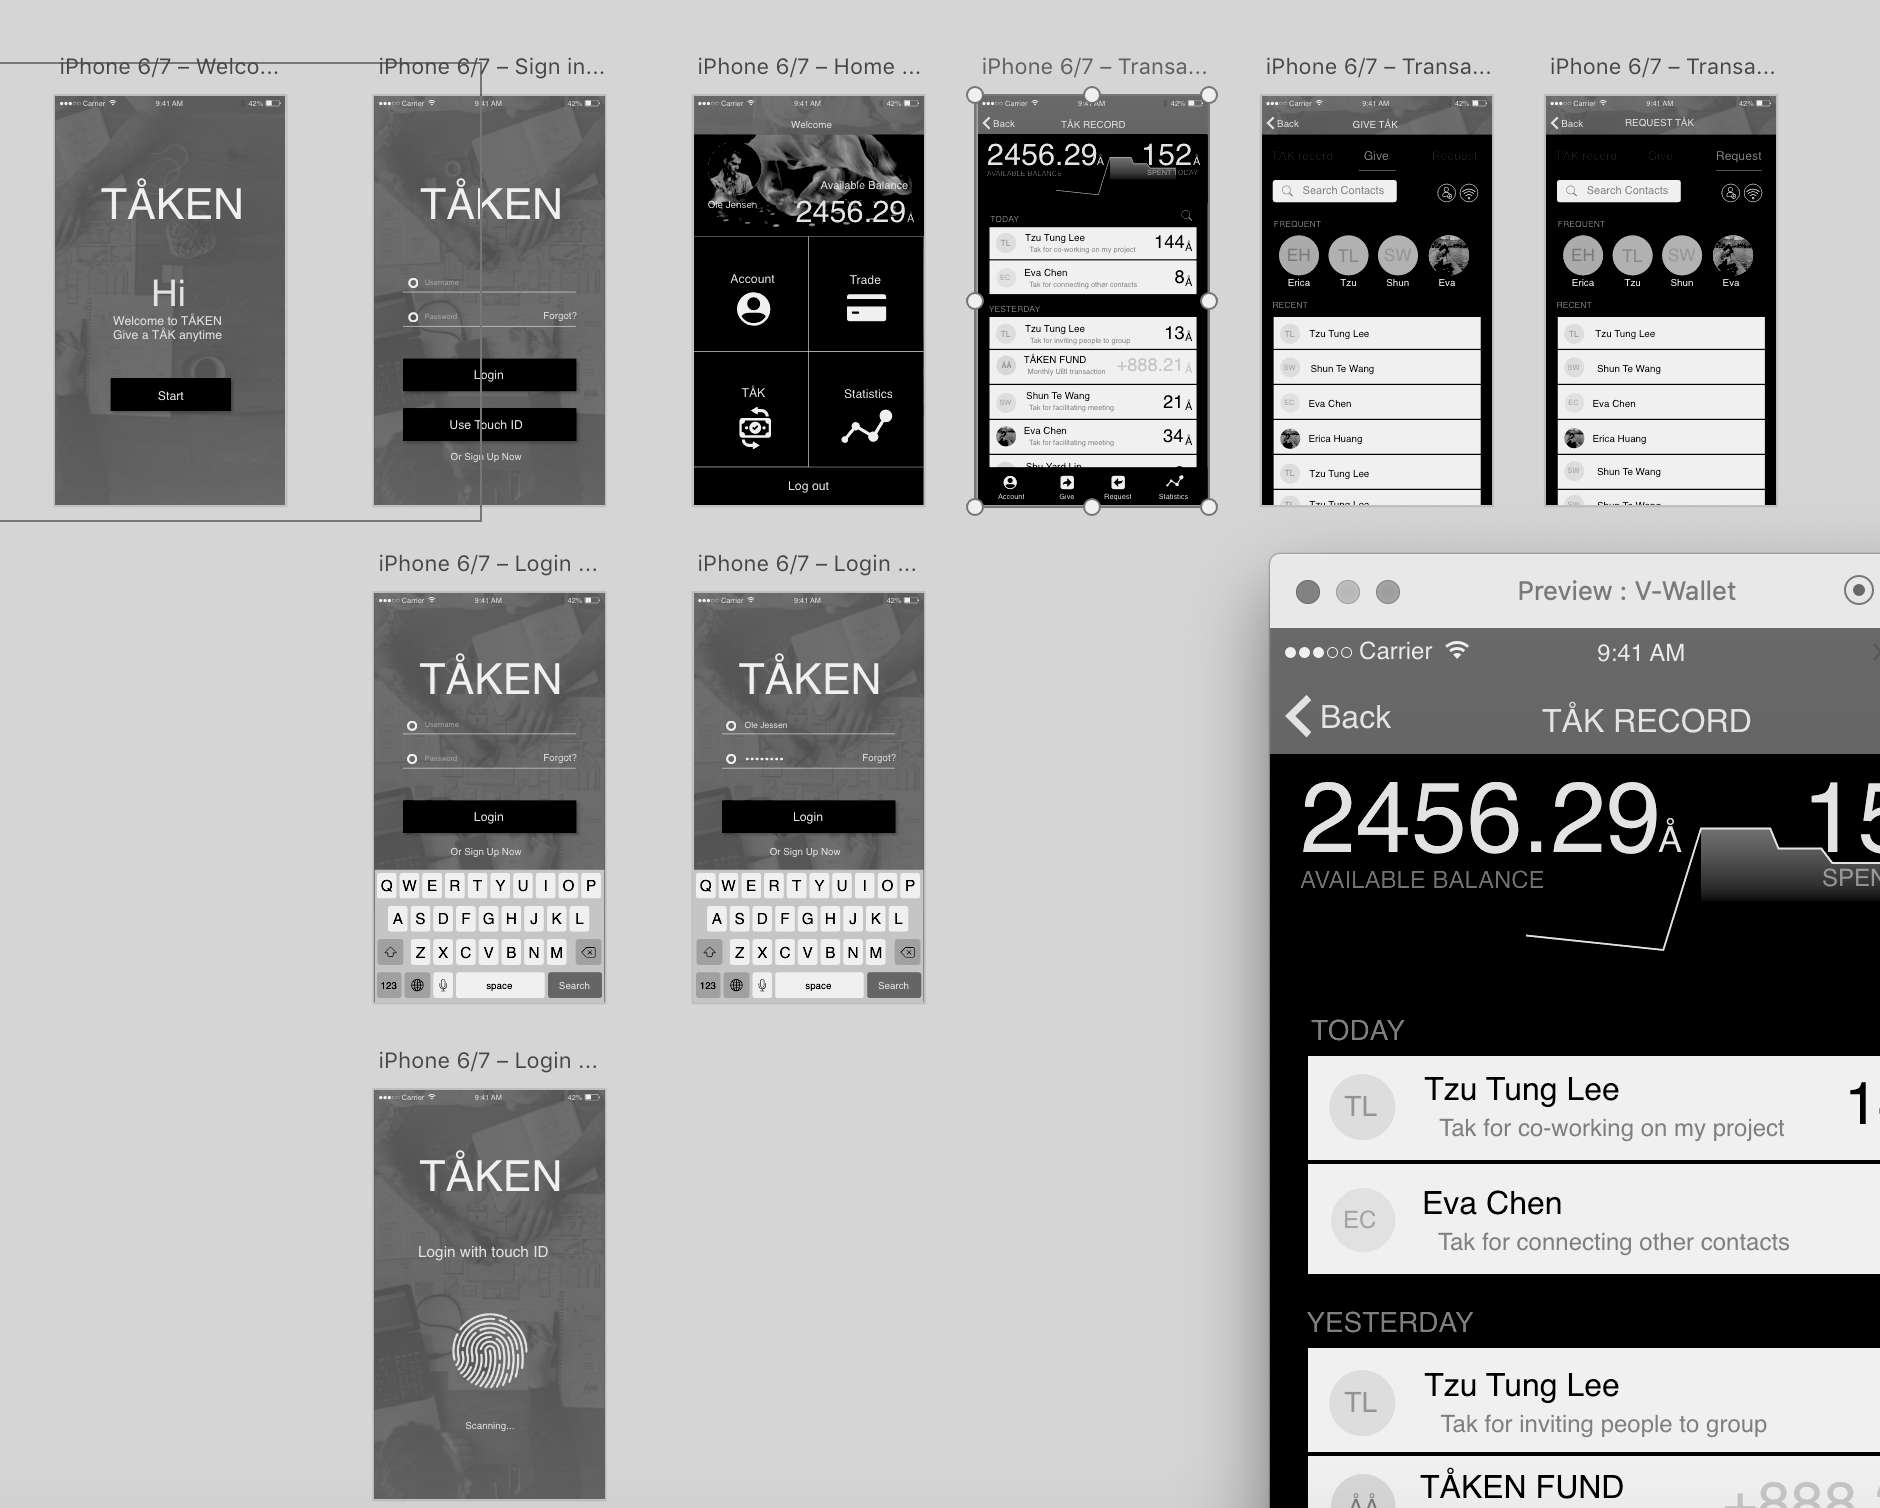 iPhone 6/7 – Welco...
Carrier
9:41 AM
42%
TÅKEN
Hi
Welcome to TÅKEN
Give a TÅK anytime
Start
iPhone 6/7 – Sign in...
Carrier
9:41 AM
42%
TÅKEN
Username
Password
Forgot?
Login
Use Touch ID
Or Sign Up Now
iPhone 6/7 – Home ...
Carrier
9:41 AM
42%
Welcome
Available Balance
Ole Jensen
2456.29Å
Account
Trade
TÅK
Statistics
Log out
iPhone 6/7 – Transa...
Carrier
9:41 AM
42%
Back
TÅK RECORD
2456.29Å
152Å
AVAILABLE BALANCE
SPENT TODAY
TODAY
TL
Tzu Tung Lee
Tak for co-working on my project
144Å
EC
Eva Chen
Tak for connecting other contacts
8Å
YESTERDAY
TL
Tzu Tung Lee
Tak for inviting people to group
13Å
ÅÅ
TÅKEN FUND
Monthly UBI transaction
+888.21Å
SW
Shun Te Wang
Tak for facilitating meeting
21Å
Eva Chen
Tak for facilitating meeting
34Å
Shu Yard Lin
Account
Give
Request
Statistics
iPhone 6/7 – Transa...
Carrier
9:41 AM
42%
Back
GIVE TÅK
TÅK record
Give
Request
Search Contacts
FREQUENT
EH
TL
SW
Erica
Tzu
Shun
Eva
RECENT
TL
Tzu Tung Lee
SW
Shun Te Wang
EC
Eva Chen
Erica Huang
TL
Tzu Tung Lee
TL
Tzu Tung Lee
iPhone 6/7 – Transa...
Carrier
9:41 AM
42%
Back
REQUEST TÅK
TÅK record
Give
Request
Search Contacts
FREQUENT
EH
TL
SW
Erica
Tzu
Shun
Eva
RECENT
TL
Tzu Tung Lee
SW
Shun Te Wang
EC
Eva Chen
Erica Huang
SW
Shun Te Wang
SW
Shun Te Wang
iPhone 6/7 – Login ...
Carrier
9:41 AM
42%
TÅKEN
Username
Password
Forgot?
Login
Or Sign Up Now
Q W E R T Y U I O P
A S D F G H J K L
Z X C V B N M
123
space
Search
iPhone 6/7 – Login ...
Carrier
9:41 AM
42%
TÅKEN
Ole Jessen
Forgot?
Login
Or Sign Up Now
Q W E R T Y U I O P
A S D F G H J K L
Z X C V B N M
123
space
Search
iPhone 6/7 – Login ...
Carrier
9:41 AM
42%
TÅKEN
Login with touch ID
Scanning...
Preview : V-Wallet
Carrier
9:41 AM
Back
TÅK RECORD
2456.29Å
15
AVAILABLE BALANCE
SPEN
TODAY
TL
Tzu Tung Lee
Tak for co-working on my project
1
EC
Eva Chen
Tak for connecting other contacts
YESTERDAY
TL
Tzu Tung Lee
Tak for inviting people to group
ÅÅ
TÅKEN FUND
+888.